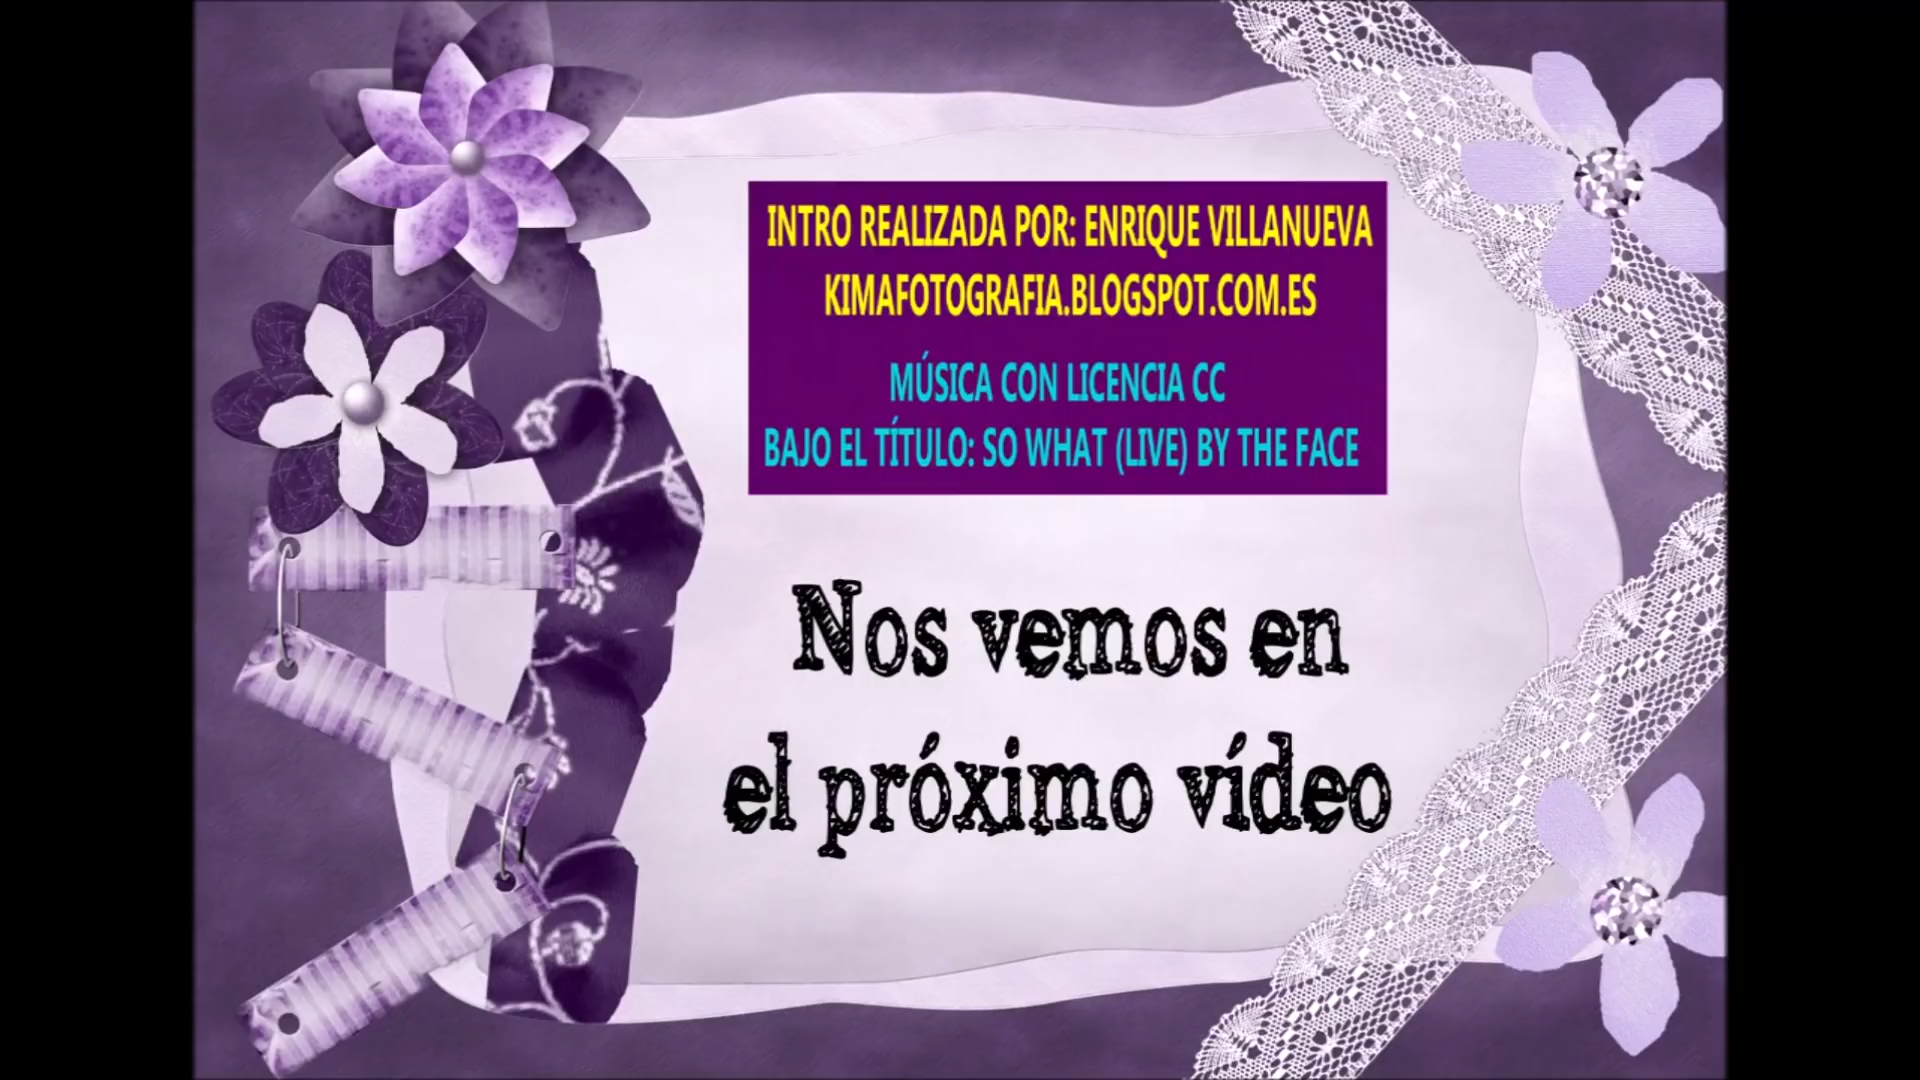 INTRO REALIZADA POR: ENRIQUE VILLANUEVA
KIMAFOTOGRAFIA.BLOGSPOT.COM.ES
MÚSICA CON LICENCIA CC
BAJO EL TÍTULO: SO WHAT (LIVE) BY THE FACE
Nos vemos en
el próximo vídeo